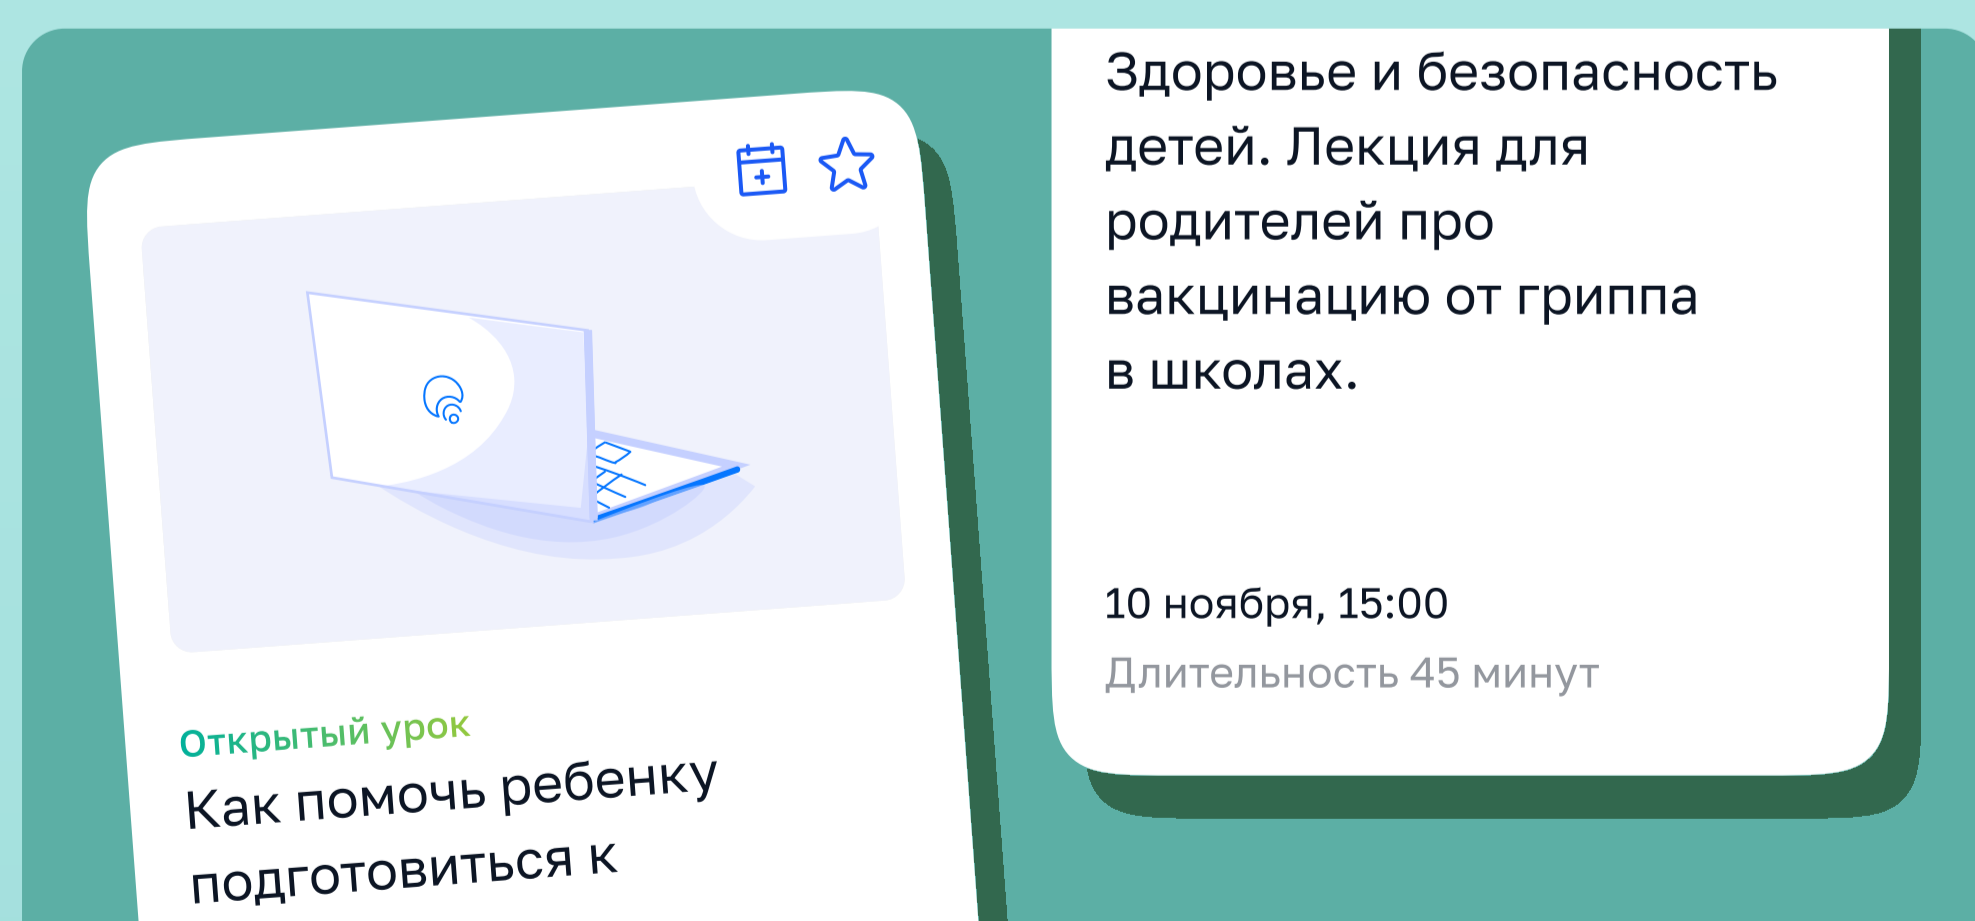 Открытый урок
Как помочь ребенку
подготовиться к
Здоровье и безопасность
детей. Лекция для
родителей про
вакцинацию от гриппа
в школах.
10 ноября, 15:00
Длительность 45 минут